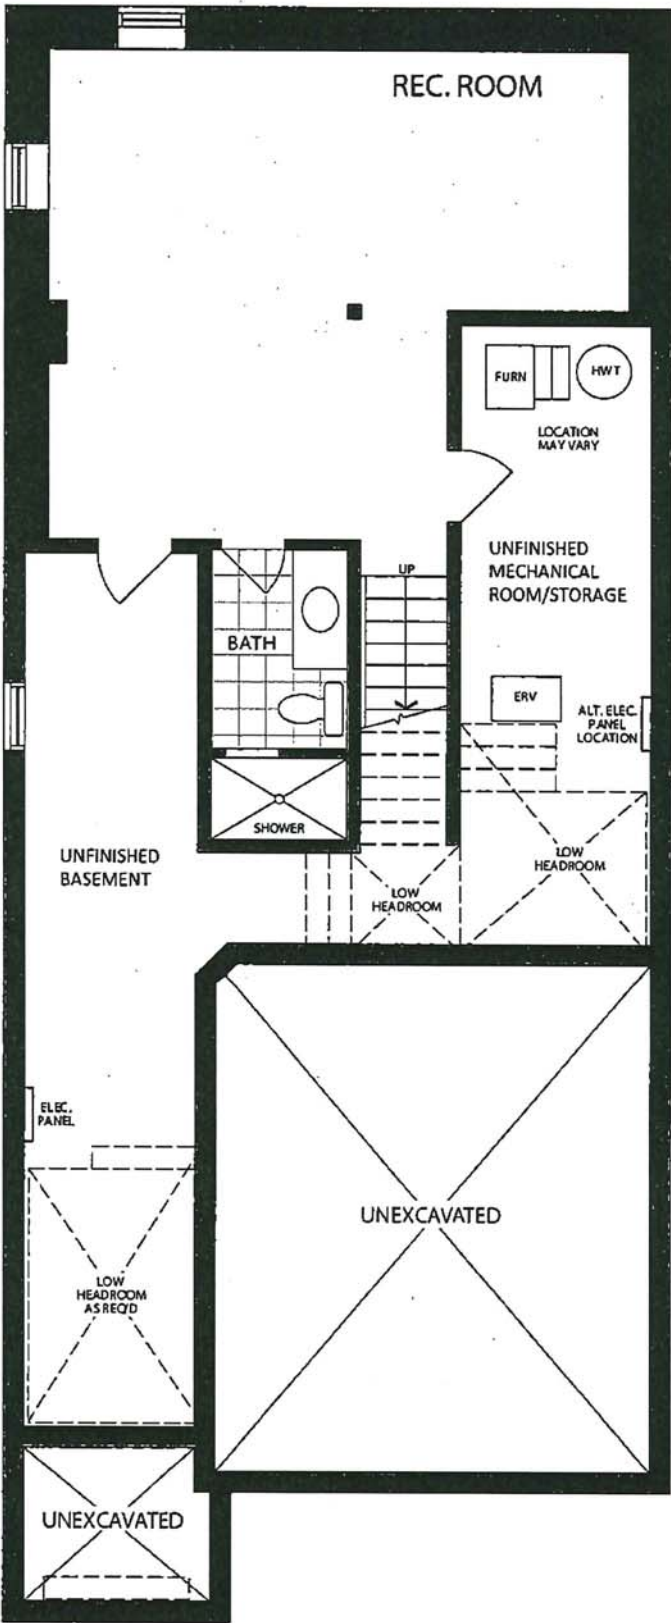 REC. ROOM
FURN
HWT
LOCATION
MAY VARY
UNFINISHED
MECHANICAL
ROOM/STORAGE
UP
BATH
ERV
ALT. ELEC.
PANEL
LOCATION
SHOWER
UNFINISHED
BASEMENT
LOW
HEADROOM
LOW
HEADROOM
ELEC.
PANEL
UNEXCAVATED
LOW
HEADROOM
AS REQ'D
UNEXCAVATED